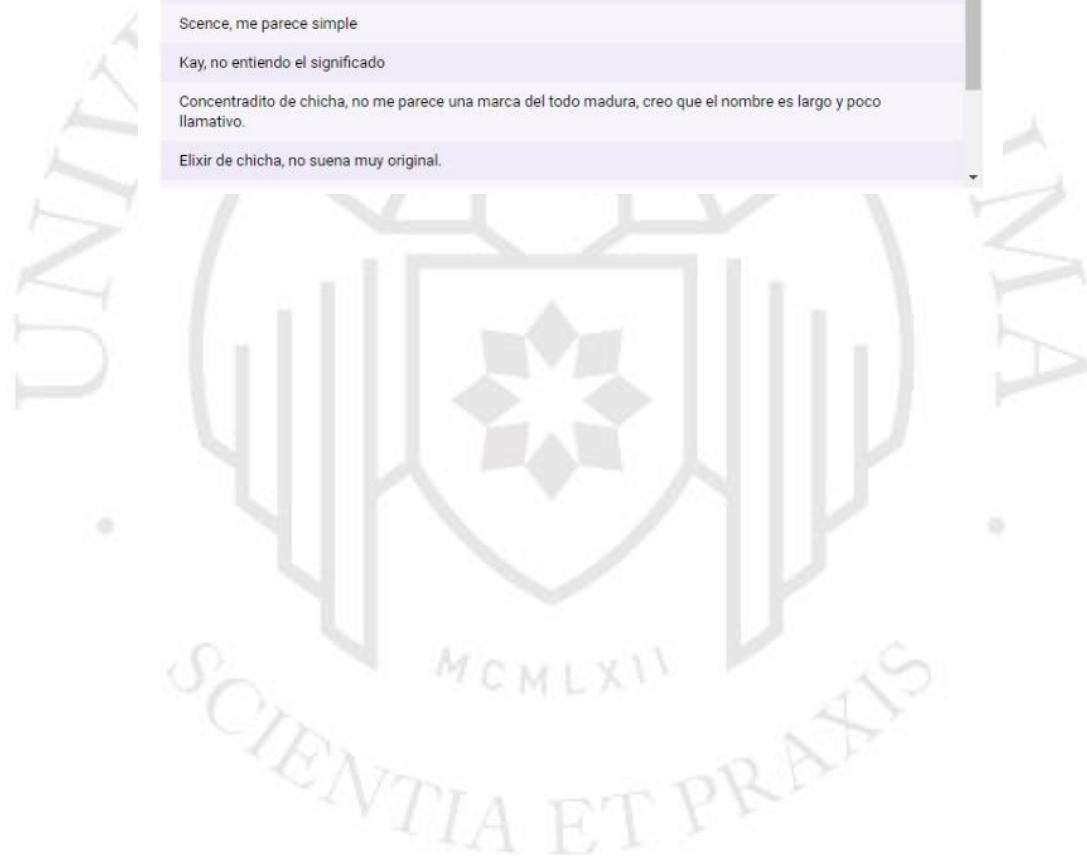 Scence, me parece simple
Kay, no entiendo el significado
Concentradito de chicha, no me parece una marca del todo madura, creo que el nombre es largo y poco
llamativo.
Elixir de chicha, no suena muy original.
UNIV
IMA
MCMLXII
SCIENTIA ET PRAXIS